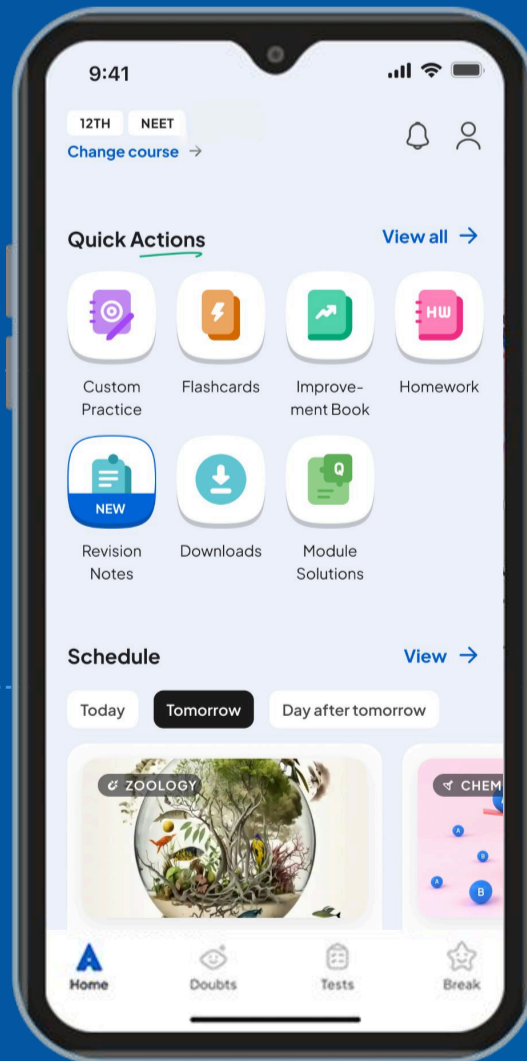 9:41
12TH NEET
Change course →
Quick Actions
View all →
HW
Custom
Practice
Flashcards
Improve-
ment Book
Homework
NEW
Q
Revision
Notes
Downloads
Module
Solutions
Schedule
View →
Today
Tomorrow
Day after tomorrow
ZOOLOGY
CHEM
A
A
B
A
B
Home
Doubts
Tests
Break